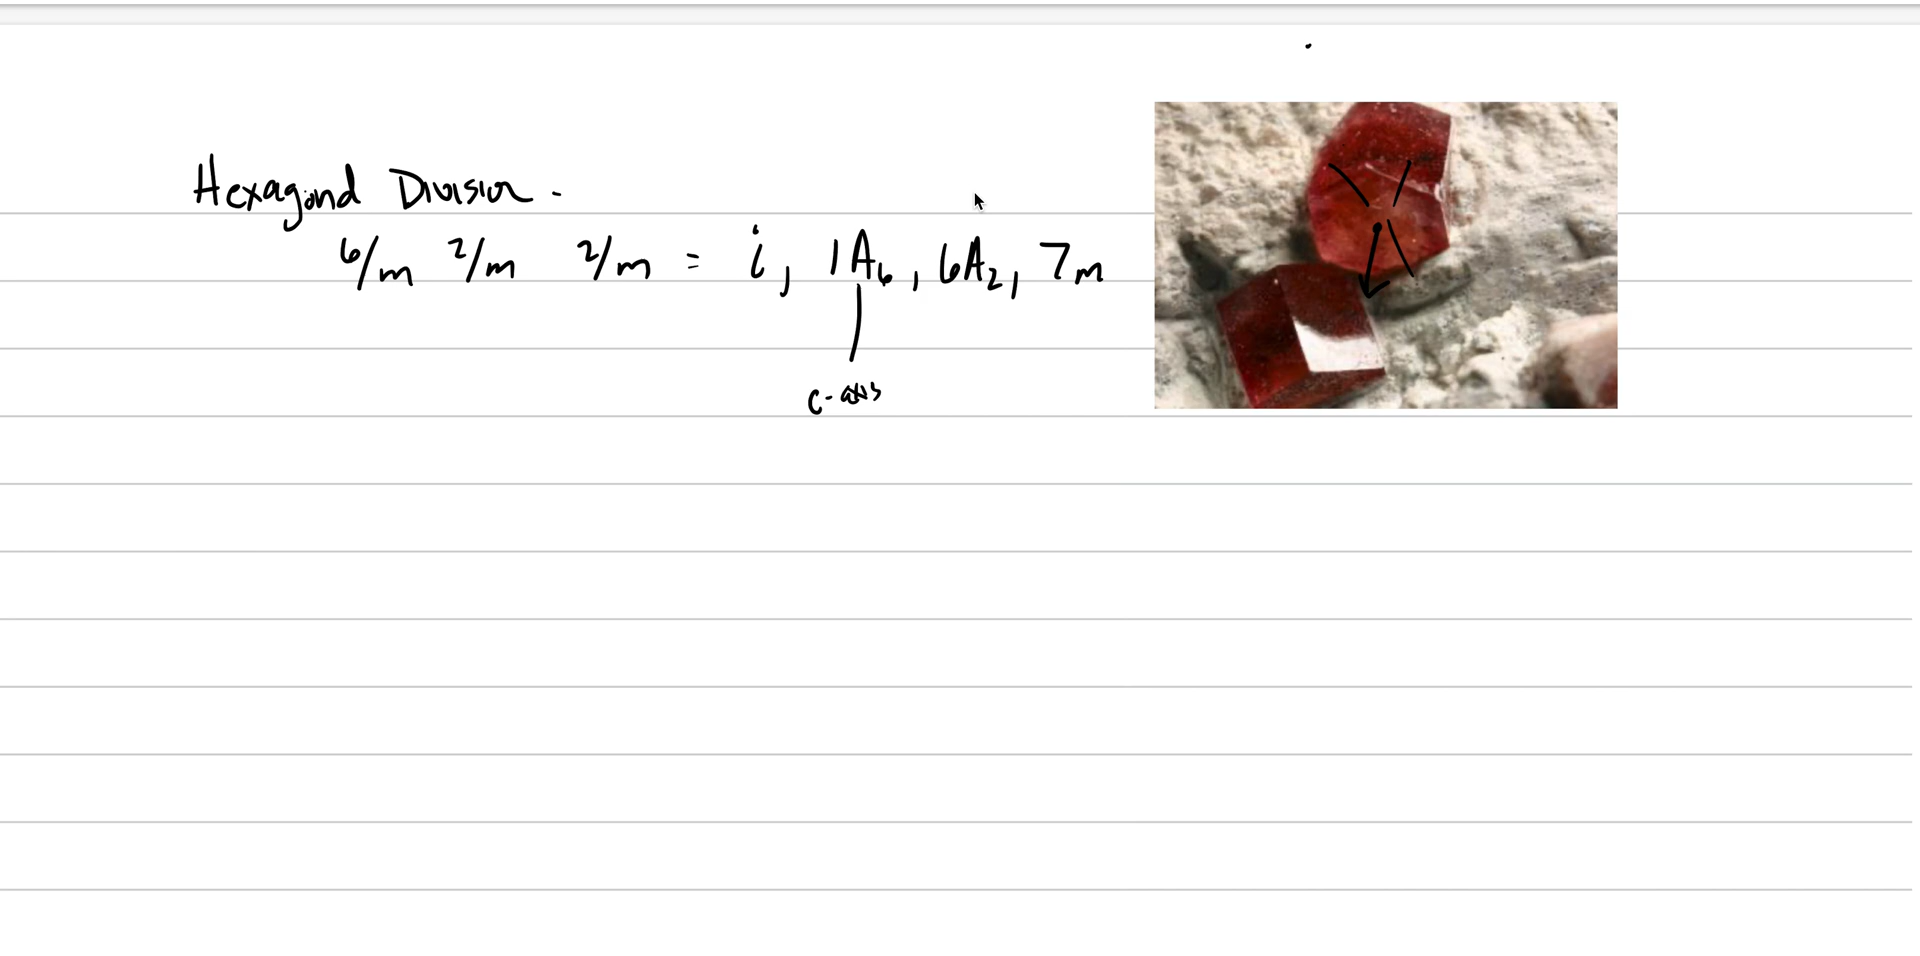 Hexagonal Division -
6/m 2/m 2/m = i, 1A₆, 6A₂, 7m
c-axis